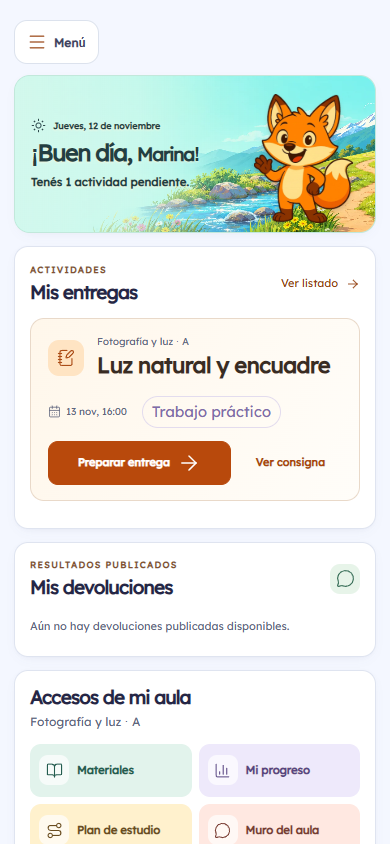 Menú
Jueves, 12 de noviembre
¡Buen día, Marina!
Tenés 1 actividad pendiente.
ACTIVIDADES
Mis entregas
Ver listado
Fotografía y luz · A
Luz natural y encuadre
13 nov, 16:00
Trabajo práctico
Preparar entrega
Ver consigna
RESULTADOS PUBLICADOS
Mis devoluciones
Aún no hay devoluciones publicadas disponibles.
Accesos de mi aula
Fotografía y luz · A
Materiales
Mi progreso
Plan de estudio
Muro del aula